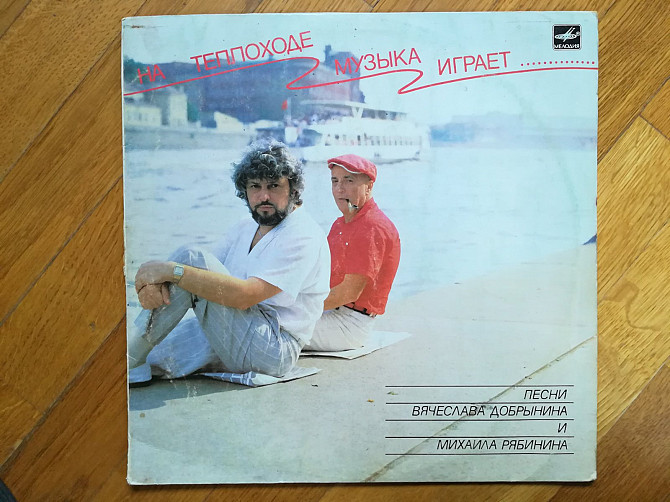 НА ТЕПЛОХОДЕ МУЗЫКА ИГРАЕТ ............
МЕЛОДИЯ
ПЕСНИ
ВЯЧЕСЛАВА ДОБРЫНИНА
И
МИХАИЛА РЯБИНИНА